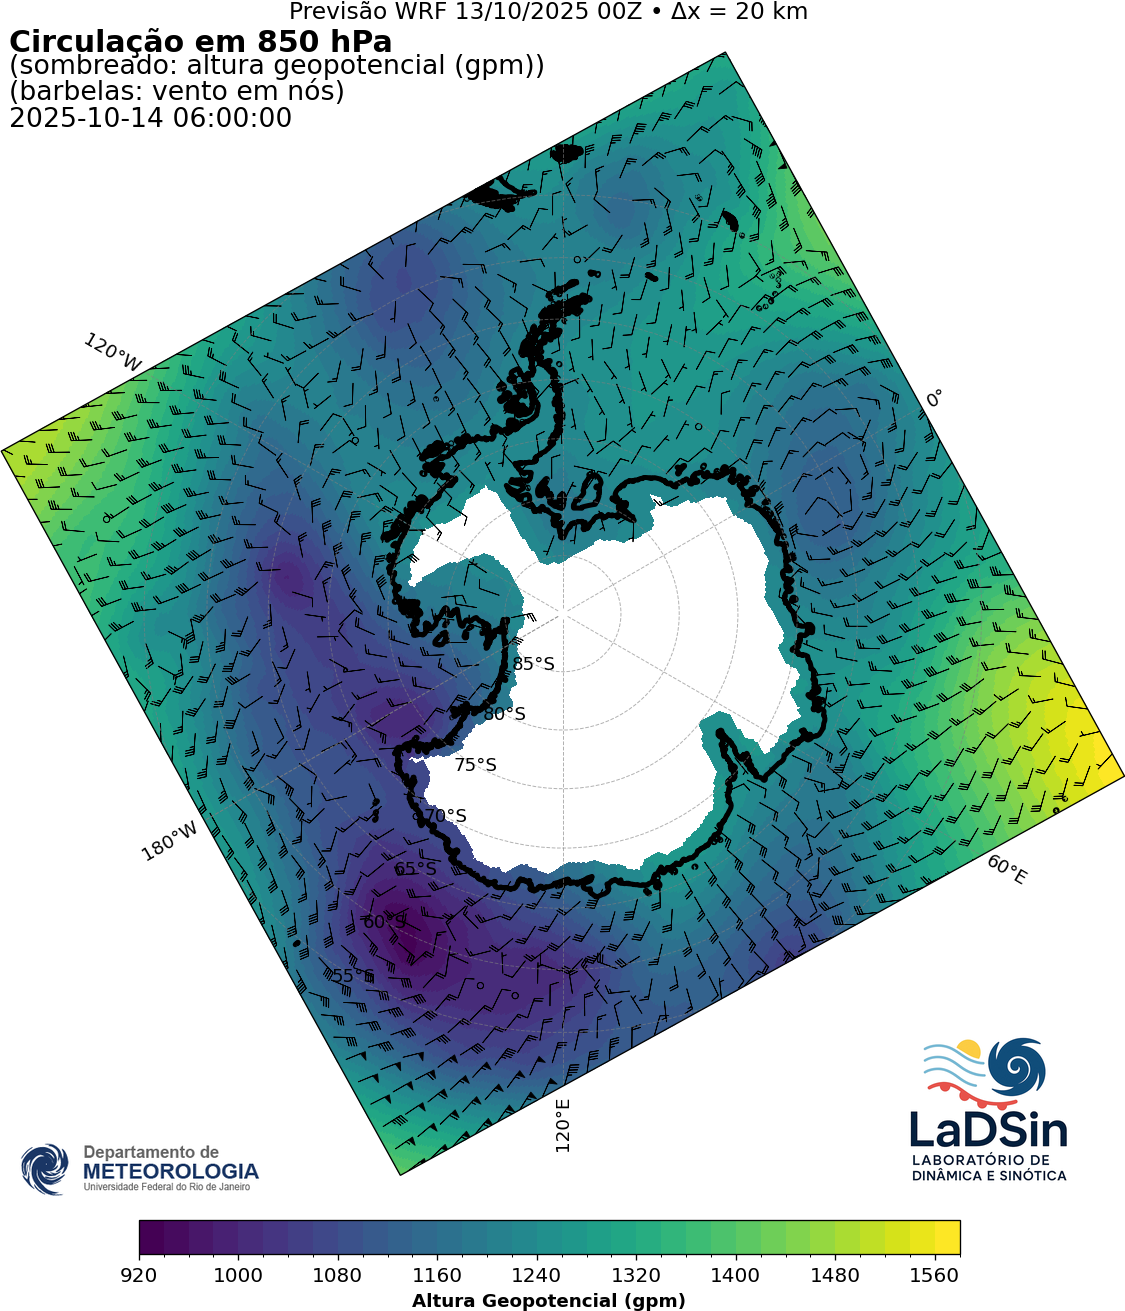 Previsão WRF 13/10/2025 00Z • Δx = 20 km
Circulação em 850 hPa
(sombreado: altura geopotencial (gpm))
(barbelas: vento em nós)
2025-10-14 06:00:00
120°W
0°
85°S
80°S
75°S
70°S
65°S
60°S
55°S
180°W
60°E
120°E
Departamento de
METEOROLOGIA
Universidade Federal do Rio de Janeiro
LaDSin
LABORATÓRIO DE
DINÂMICA E SINÓTICA
920 1000 1080 1160 1240 1320 1400 1480 1560
Altura Geopotencial (gpm)